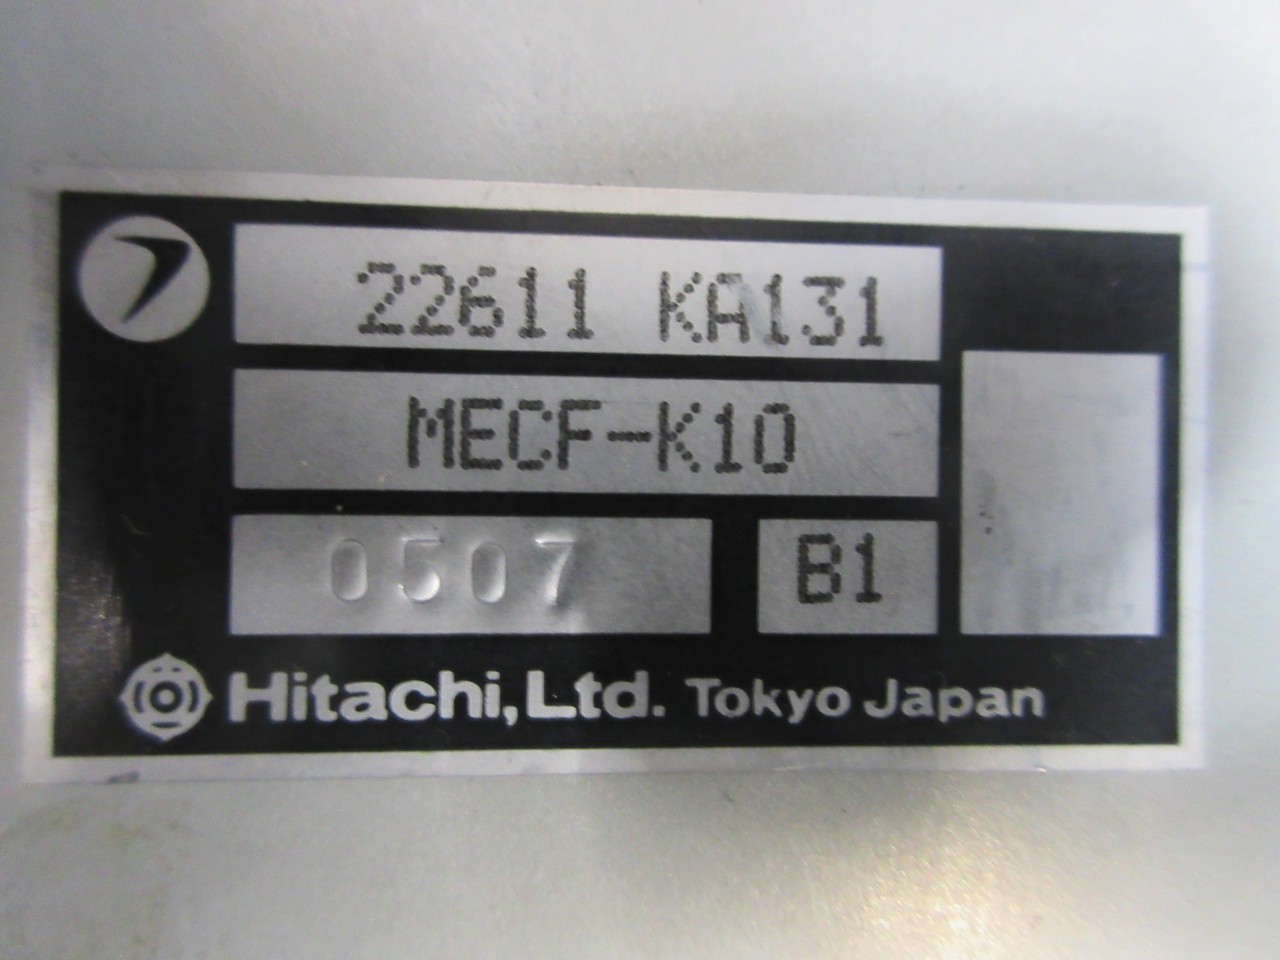 22611 KA131
MECF-K10
0507 B1
Hitachi, Ltd. Tokyo Japan